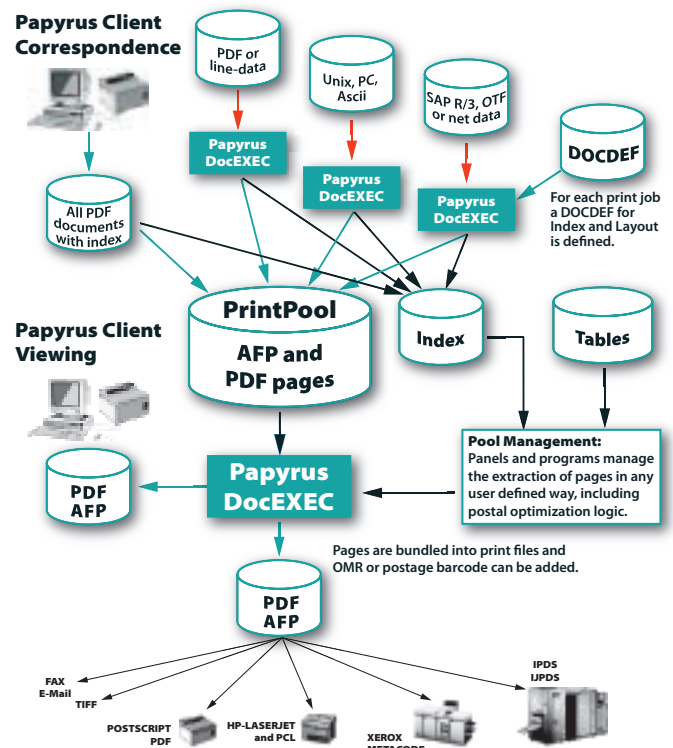 Papyrus Client
Correspondence
PDF or
line-data
Unix, PC,
Ascii
SAP R/3, OTF
or net data
DOCDEF
Papyrus
DocEXEC
Papyrus
DocEXEC
Papyrus
DocEXEC
All PDF
documents
with index
For each print job
a DOCDEF for
Index and Layout
is defined.
PrintPool
AFP and
PDF pages
Index
Tables
Papyrus Client
Viewing
PDF
AFP
Papyrus
DocEXEC
Pool Management:
Panels and programs manage
the extraction of pages in any
user defined way, including
postal optimization logic.
Pages are bundled into print files and
OMR or postage barcode can be added.
PDF
AFP
FAX
E-Mail
TIFF
POSTSCRIPT
PDF
HP-LASERJET
and PCL
XEROX
METACODE
IPDS
IJPDS